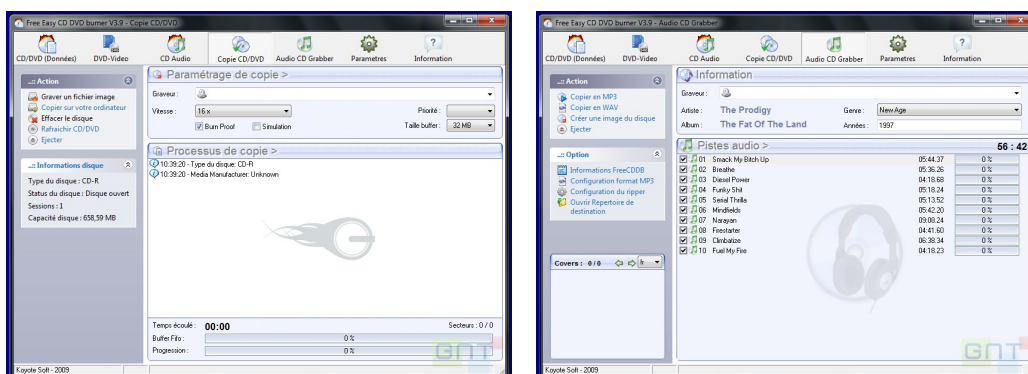 Free Easy CD DVD burner V3.9 - Copie CD/DVD
CD/DVD (Données) DVD-Video CD Audio Copie CD/DVD Audio CD Grabber Parametres Information
..:: Action
Graver un fichier image
Copier sur votre ordinateur
Effacer le disque
Rafraichir CD/DVD
Ejecter
..:: Informations disque
Type du disque : CD-R
Status du disque : Disque ouvert
Sessions : 1
Capacité disque : 658,59 MB
Paramétrage de copie >
Graveur :
Vitesse : 16 x Priorité :
Burn Proof Simulation Taille buffer : 32 MB
Processus de copie >
10:39:20 - Type du disque: CD-R
10:39:20 - Media Manufacturer: Unknown
Temps écoulé : 00:00 Secteurs : 0 / 0
Buffer Fifo : 0 %
Progression : 0 %
GNT
Koyote Soft - 2009
Free Easy CD DVD burner V3.9 - Audio CD Grabber
CD/DVD (Données) DVD-Video CD Audio Copie CD/DVD Audio CD Grabber Parametres Information
..:: Action
Copier en MP3
Copier en WAV
Créer une image du disque
Ejecter
..:: Option
Informations FreeCDDB
Configuration format MP3
Configuration du ripper
Ouvrir Repertoire de
destination
Covers : 0/0 fr
Information
Graveur :
Artiste : The Prodigy Genre : New Age
Album : The Fat Of The Land Années : 1997
Pistes audio > 56 : 42
01 Smack My Bitch Up 05:44.37 0 %
02 Breathe 05:36.26 0 %
03 Diesel Power 04:18.68 0 %
04 Funky Shit 05:18.24 0 %
05 Serial Thrilla 05:13.52 0 %
06 Mindfields 05:42.20 0 %
07 Narayan 09:08.24 0 %
08 Firestarter 04:41.60 0 %
09 Climbatize 06:38.34 0 %
10 Fuel My Fire 04:18.23 0 %
GNT
Koyote Soft - 2009